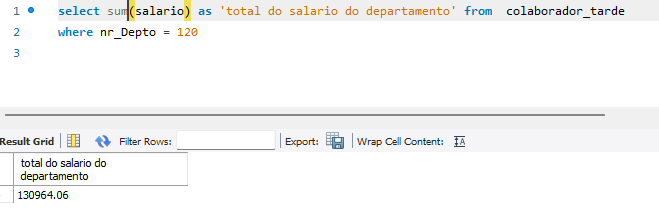 1 select sum(salario) as 'total do salario do departamento' from colaborador_tarde
2 where nr_Depto = 120
3
Result Grid Filter Rows: Export: Wrap Cell Content:
total do salario do
departamento
130964.06